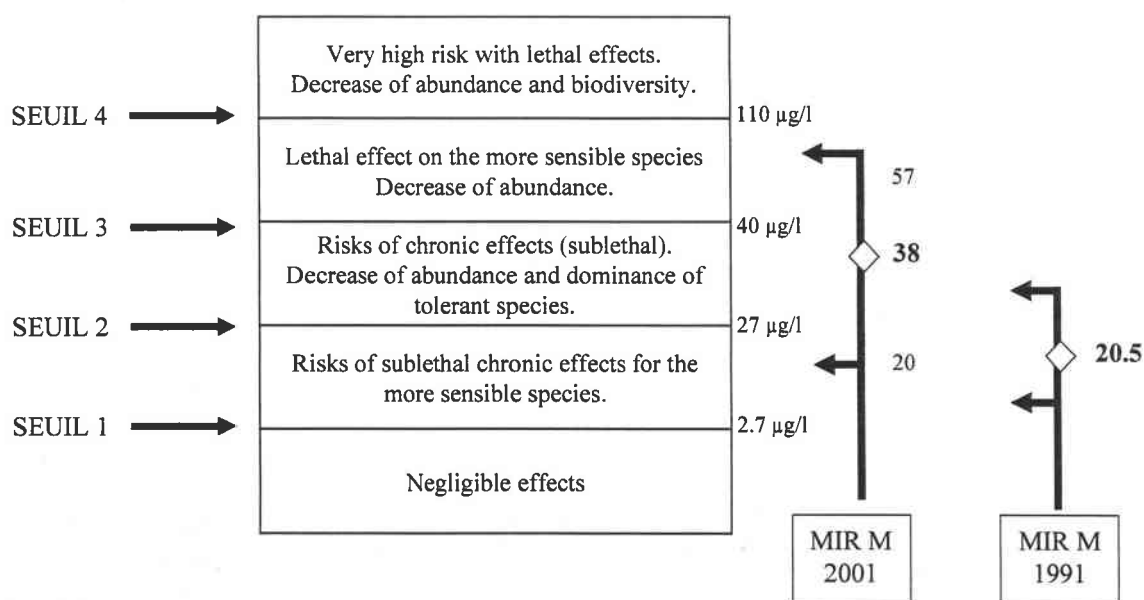 Very high risk with lethal effects.
Decrease of abundance and biodiversity.
SEUIL 4
110 µg/l
Lethal effect on the more sensible species
Decrease of abundance.
57
SEUIL 3
40 µg/l
Risks of chronic effects (sublethal).
Decrease of abundance and dominance of
tolerant species.
38
SEUIL 2
27 µg/l
Risks of sublethal chronic effects for the
more sensible species.
20
20.5
SEUIL 1
2.7 µg/l
Negligible effects
MIR M
2001
MIR M
1991